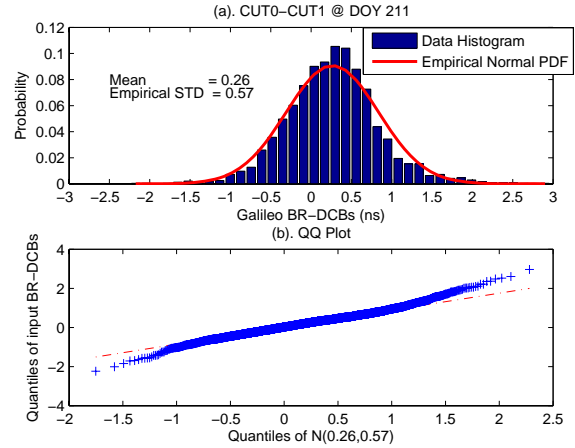 (a). CUT0−CUT1 @ DOY 211
0.12
0.1
0.08
0.06
0.04
0.02
0
Probability
Mean = 0.26
Empirical STD = 0.57
Data Histogram
Empirical Normal PDF
−3 −2.5 −2 −1.5 −1 −0.5 0 0.5 1 1.5 2 2.5 3
Galileo BR−DCBs (ns)
(b). QQ Plot
4
2
0
−2
−4
Quantiles of input BR−DCBs
−2 −1.5 −1 −0.5 0 0.5 1 1.5 2 2.5
Quantiles of N(0.26,0.57)